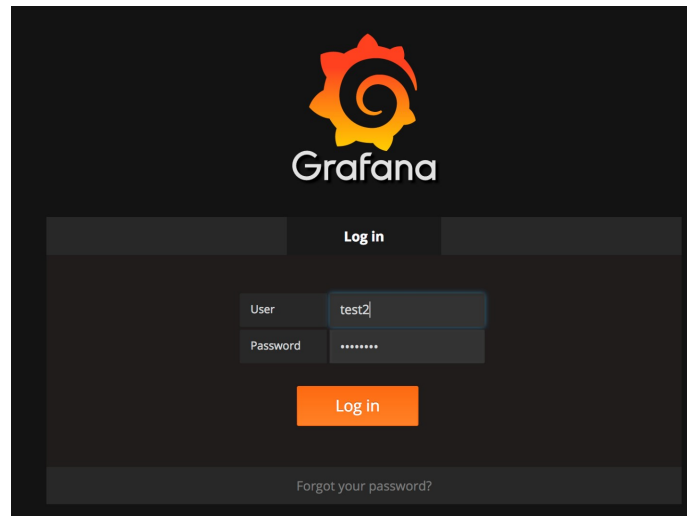 Grafana
Log in
User test2
Password ••••••••
Log in
Forgot your password?